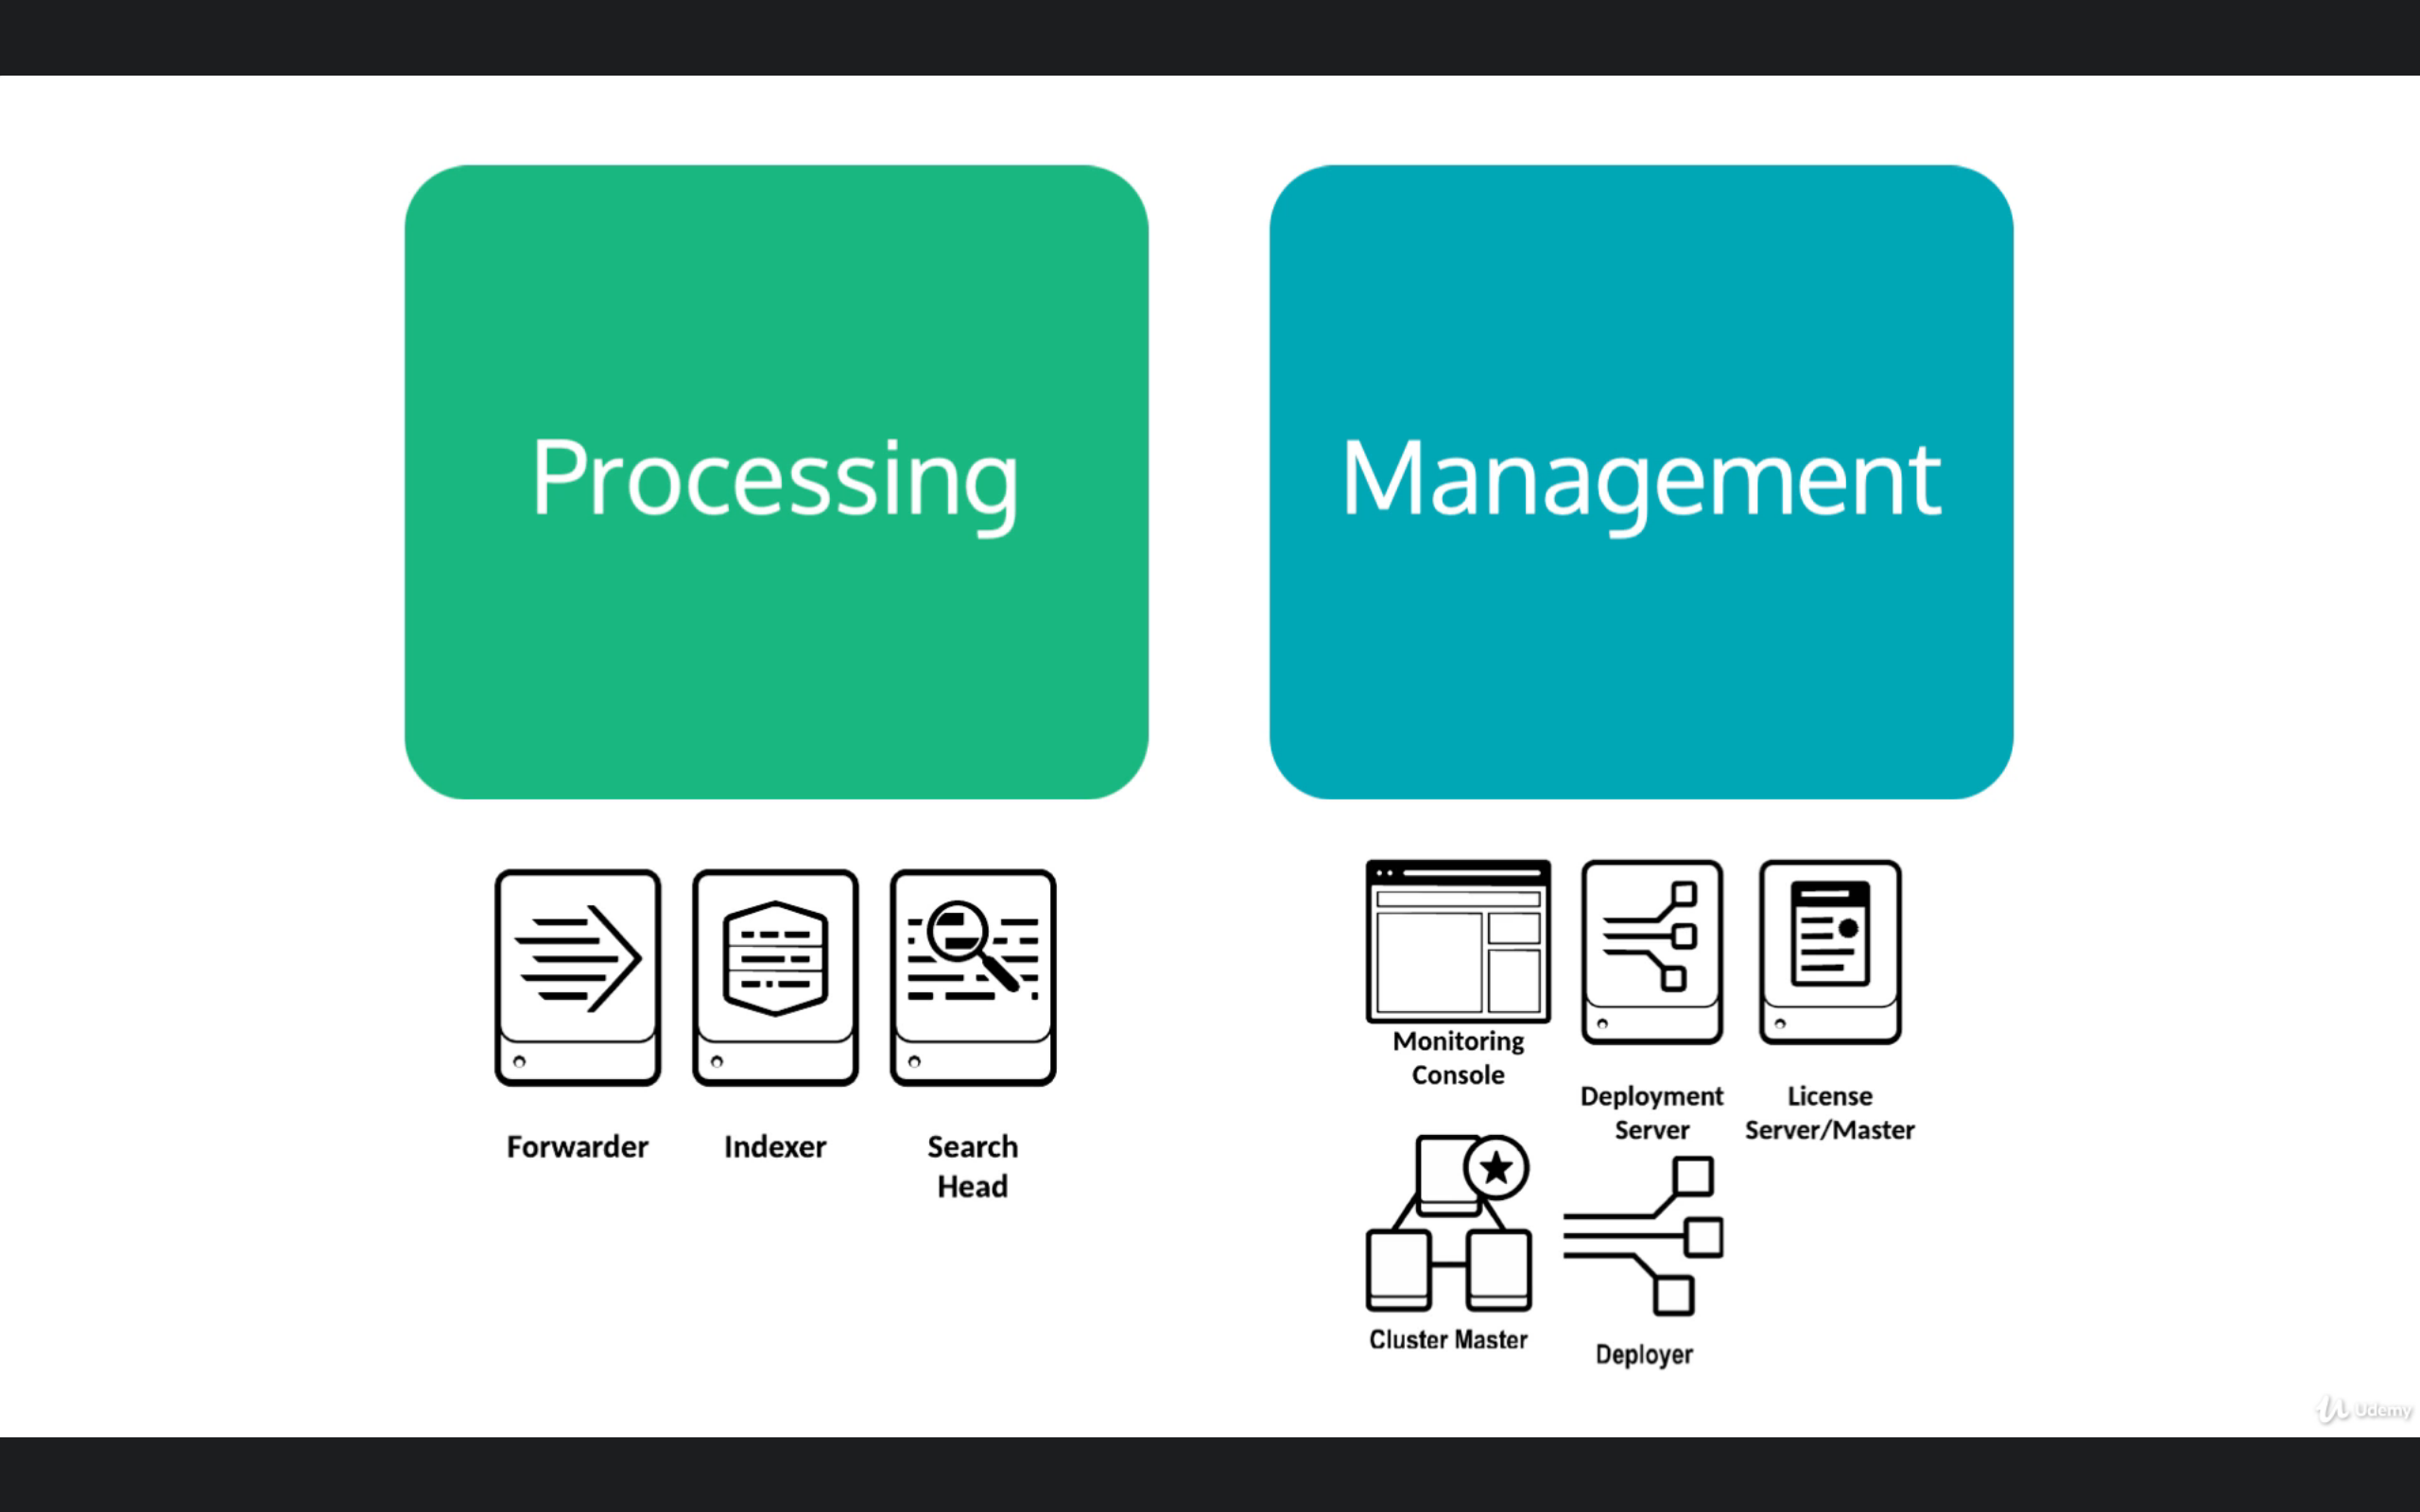 Processing
Management
Forwarder
Indexer
Search
Head
Monitoring
Console
Deployment
Server
License
Server/Master
Cluster Master
Deployer
Udemy